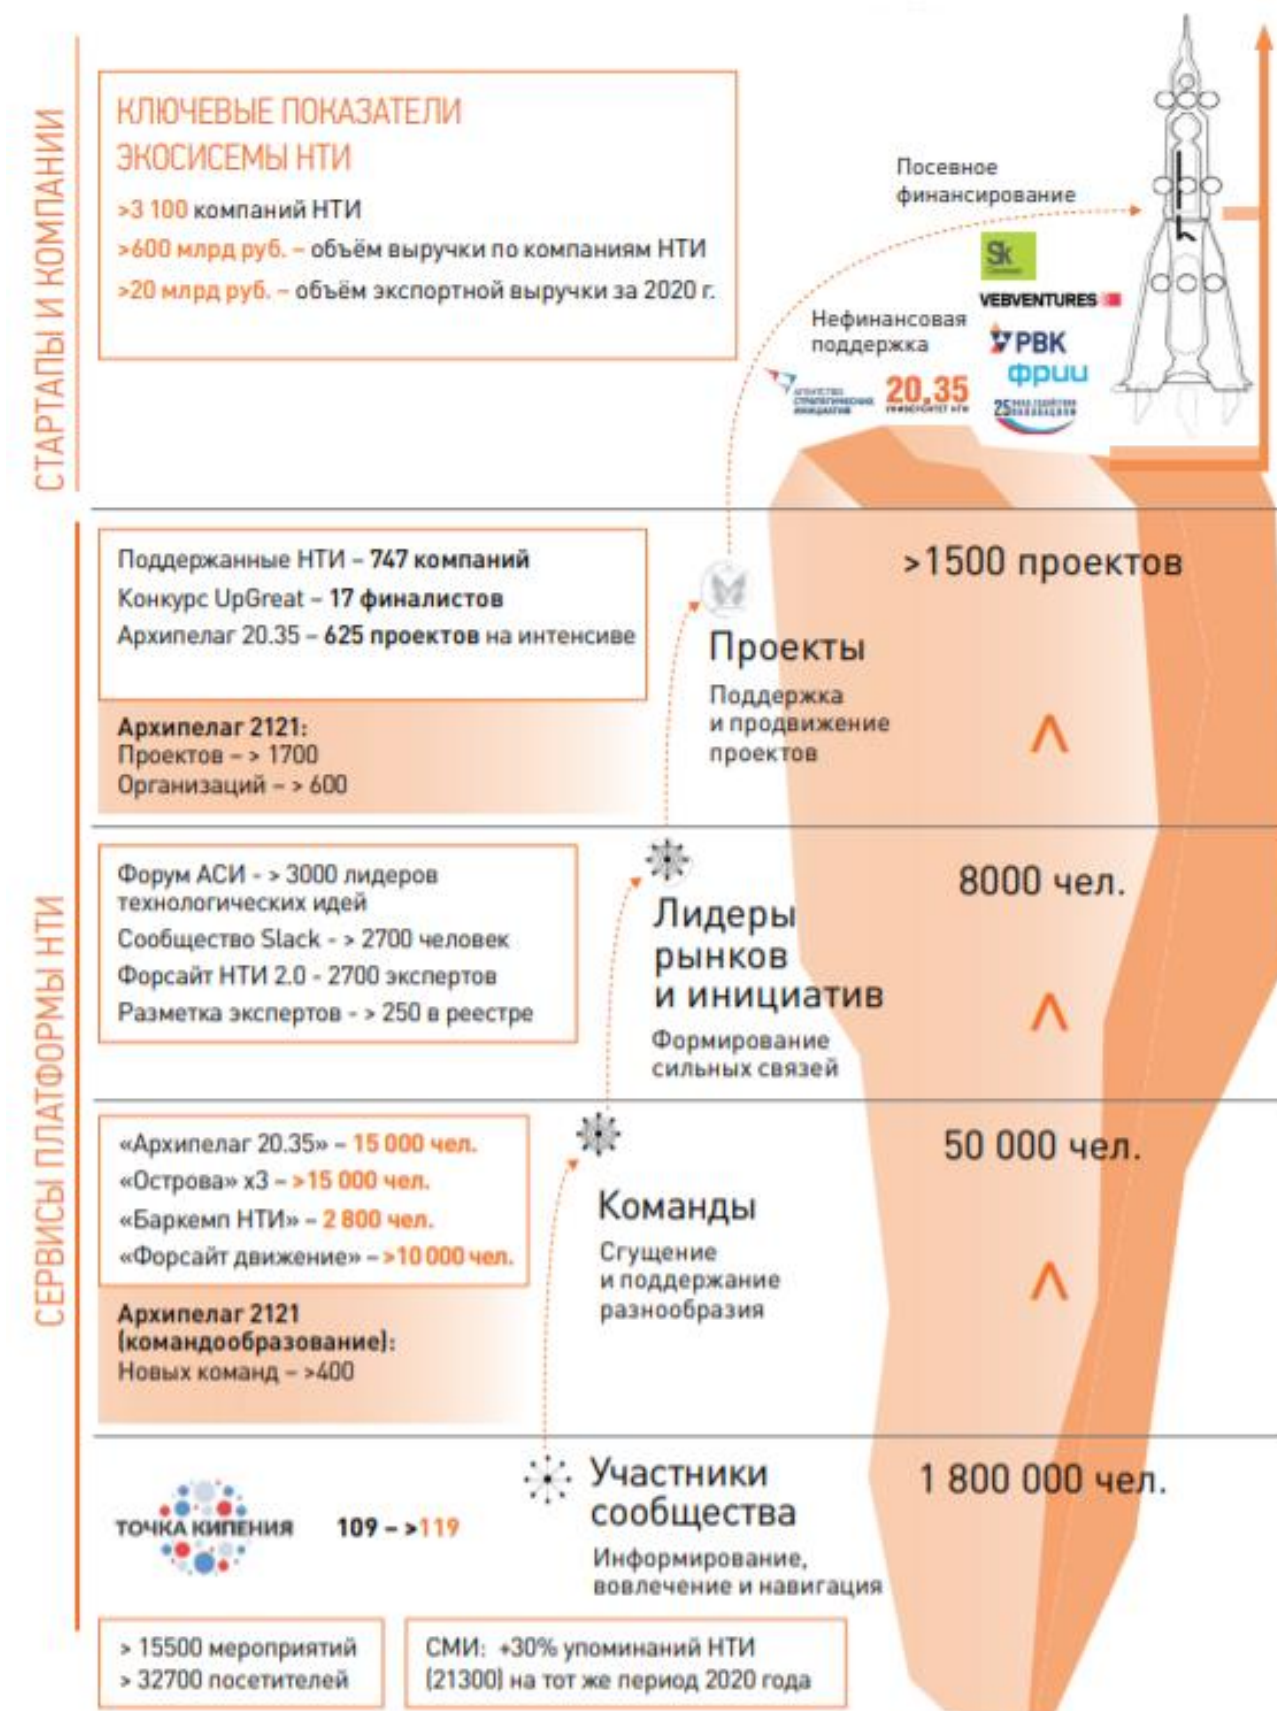 СТАРТАПЫ И КОМПАНИИ
КЛЮЧЕВЫЕ ПОКАЗАТЕЛИ
ЭКОСИСЕМЫ НТИ
>3 100 компаний НТИ
>600 млрд руб. – объём выручки по компаниям НТИ
>20 млрд руб. – объём экспортной выручки за 2020 г.
Посевное
финансирование
Sk
VEBVENTURES
Нефинансовая
поддержка
РВК
фрии
АГЕНТСТВО
СТРАТЕГИЧЕСКИХ
ИНИЦИАТИВ
20.35
УНИВЕРСИТЕТ НТИ
25
СЕРВИСЫ ПЛАТФОРМЫ НТИ
Поддержанные НТИ – 747 компаний
Конкурс UpGreat – 17 финалистов
Архипелаг 20.35 – 625 проектов на интенсиве
Архипелаг 2121:
Проектов – > 1700
Организаций – > 600
Проекты
Поддержка
и продвижение
проектов
>1500 проектов
Форум АСИ - > 3000 лидеров
технологических идей
Сообщество Slack - > 2700 человек
Форсайт НТИ 2.0 - 2700 экспертов
Разметка экспертов - > 250 в реестре
Лидеры
рынков
и инициатив
Формирование
сильных связей
8000 чел.
«Архипелаг 20.35» – 15 000 чел.
«Острова» х3 – >15 000 чел.
«Баркемп НТИ» – 2 800 чел.
«Форсайт движение» – >10 000 чел.
Архипелаг 2121
(командообразование):
Новых команд – >400
Команды
Сгущение
и поддержание
разнообразия
50 000 чел.
ТОЧКА КИПЕНИЯ
109 – >119
Участники
сообщества
Информирование,
вовлечение и навигация
1 800 000 чел.
> 15500 мероприятий
> 32700 посетителей
СМИ: +30% упоминаний НТИ
(21300) на тот же период 2020 года